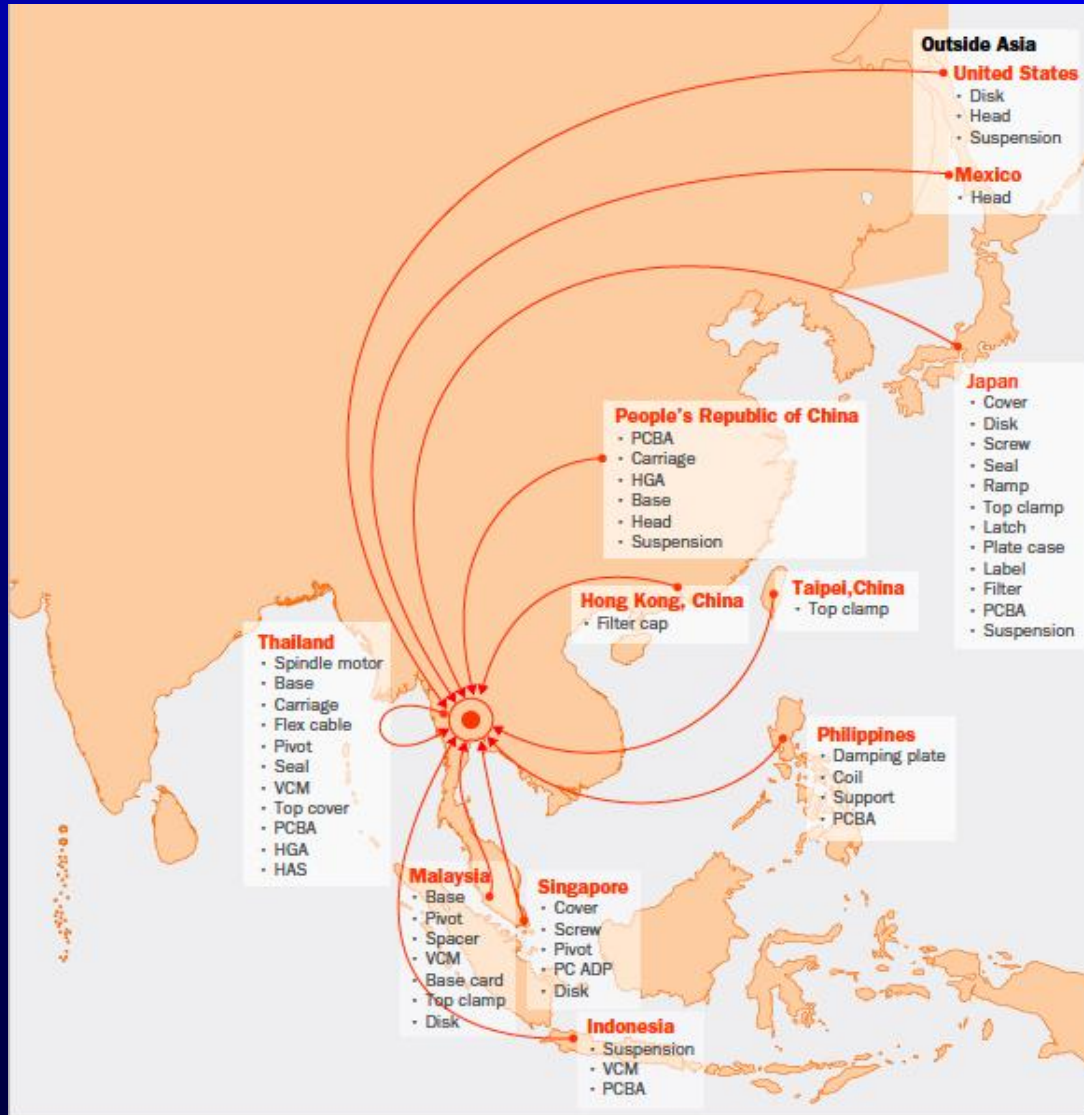 Outside Asia
United States
· Disk
· Head
· Suspension
Mexico
· Head
Japan
· Cover
· Disk
· Screw
· Seal
· Ramp
· Top clamp
· Latch
· Plate case
· Label
· Filter
· PCBA
· Suspension
People's Republic of China
· PCBA
· Carriage
· HGA
· Base
· Head
· Suspension
Hong Kong, China
· Filter cap
Taipei,China
· Top clamp
Thailand
· Spindle motor
· Base
· Carriage
· Flex cable
· Pivot
· Seal
· VCM
· Top cover
· PCBA
· HGA
· HAS
Philippines
· Damping plate
· Coil
· Support
· PCBA
Malaysia
· Base
· Pivot
· Spacer
· VCM
· Base card
· Top clamp
· Disk
Singapore
· Cover
· Screw
· Pivot
· PC ADP
· Disk
Indonesia
· Suspension
· VCM
· PCBA